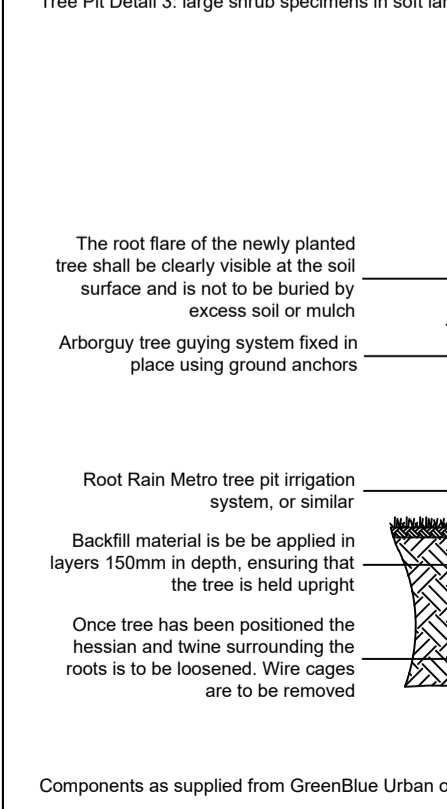 Tree Pit Detail 3: large shrub specimens in soft
The root flare of the newly planted
tree shall be clearly visible at the soil
surface and is not to be buried by
excess soil or mulch
Arborguy tree guying system fixed in
place using ground anchors
Root Rain Metro tree pit irrigation
system, or similar
Backfill material is be be applied in
layers 150mm in depth, ensuring that
the tree is held upright
Once tree has been positioned the
hessian and twine surrounding the
roots is to be loosened. Wire cages
are to be removed
Components as supplied from GreenBlue Urban